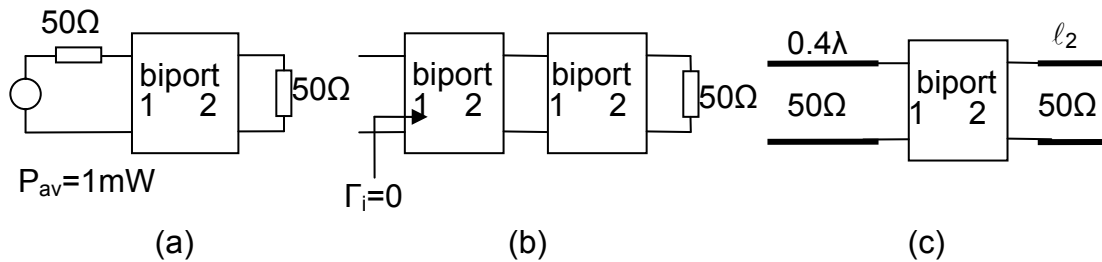 50Ω
biport
1 2
50Ω
P_av=1mW
(a)
biport
1 2
biport
1 2
50Ω
Γ_i=0
(b)
0.4λ
50Ω
biport
1 2
ℓ_2
50Ω
(c)